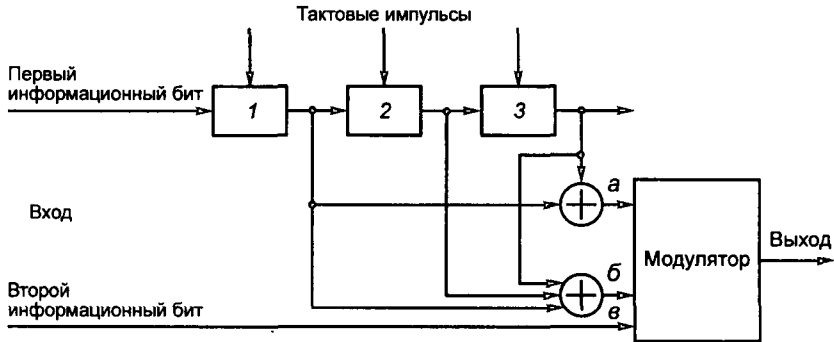 Тактовые импульсы
Первый
информационный бит
1
2
3
а
Вход
Модулятор
Выход
б
Второй
информационный бит
в